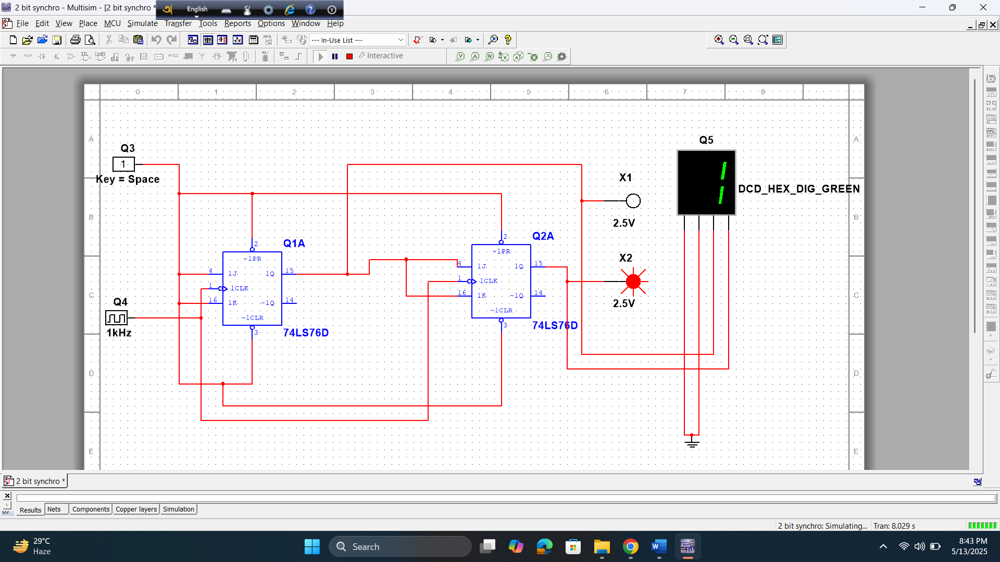 2 bit synchro - Multisim - [2 bit synchro *
English
File Edit View Place MCU Simulate Transfer Tools Reports Options Window Help
--- In-Use List ---
MISC
Interactive
0 1 2 3 4 5 6 7 8
A A
Q3
Q5
1
Key = Space
X1
DCD_HEX_DIG_GREEN
B B
2.5V
Q1A
2
~1PR
4 1J 1Q 15
1 1CLK
16 1K ~1Q 14
~1CLR
3
74LS76D
Q2A
2
~1PR
4 1J 1Q 15
1 1CLK
16 1K ~1Q 14
~1CLR
3
74LS76D
X2
2.5V
C C
Q4
1kHz
D D
E E
2 bit synchro *
Results Nets Components Copper layers Simulation
2 bit synchro: Simulating... Tran: 8.029 s
29°C
Haze
Search
8:43 PM
5/13/2025